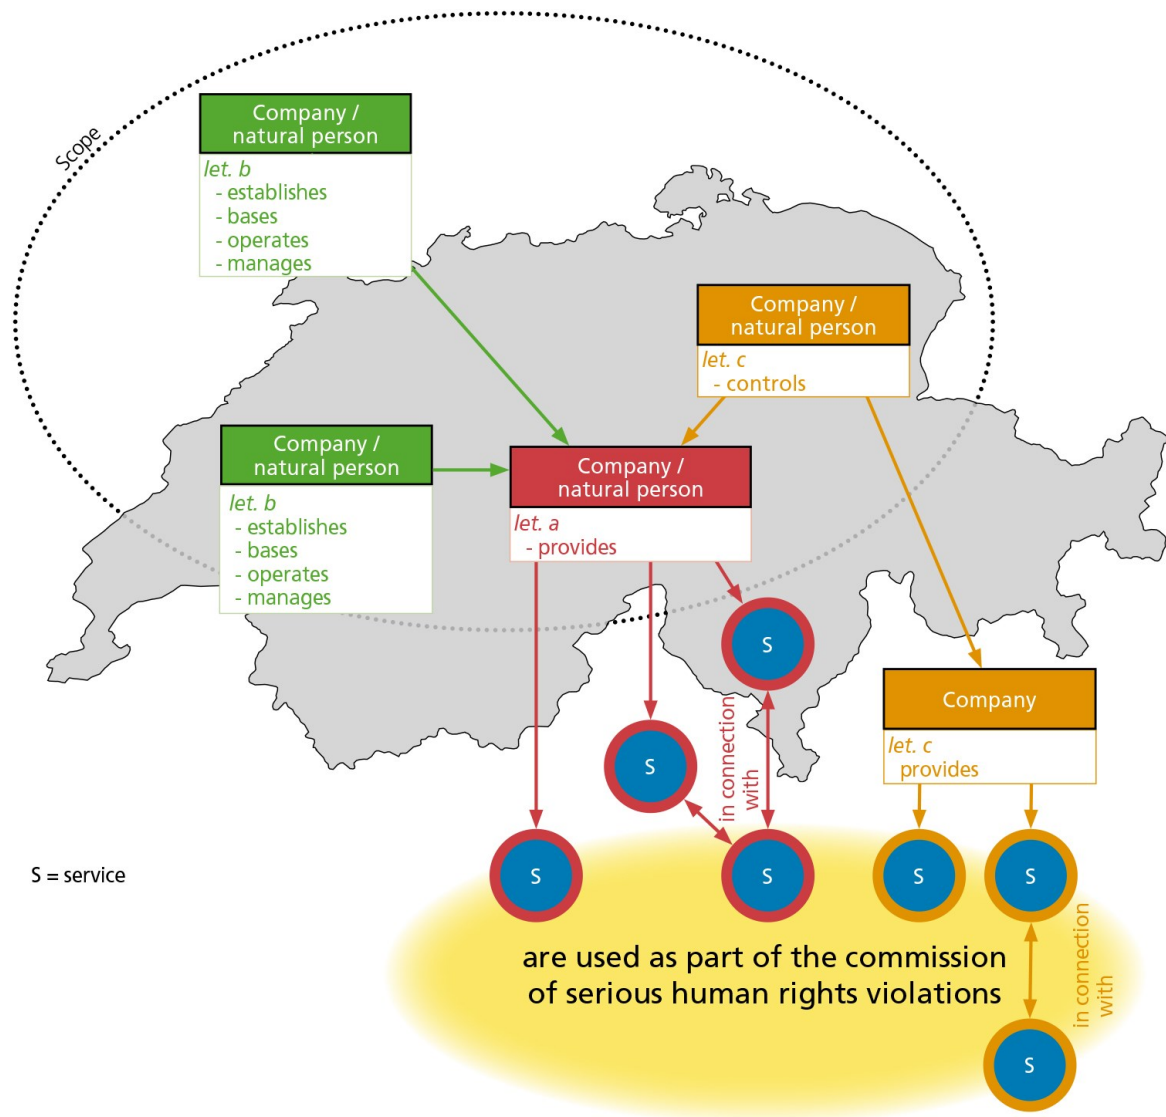 Scope
Company /
natural person
let. b
- establishes
- bases
- operates
- manages
Company /
natural person
let. c
- controls
Company /
natural person
let. b
- establishes
- bases
- operates
- manages
Company /
natural person
let. a
- provides
S
Company
let. c
provides
S
in connection
with
S
S
S
S
S = service
are used as part of the commission
of serious human rights violations
in connection
with
S